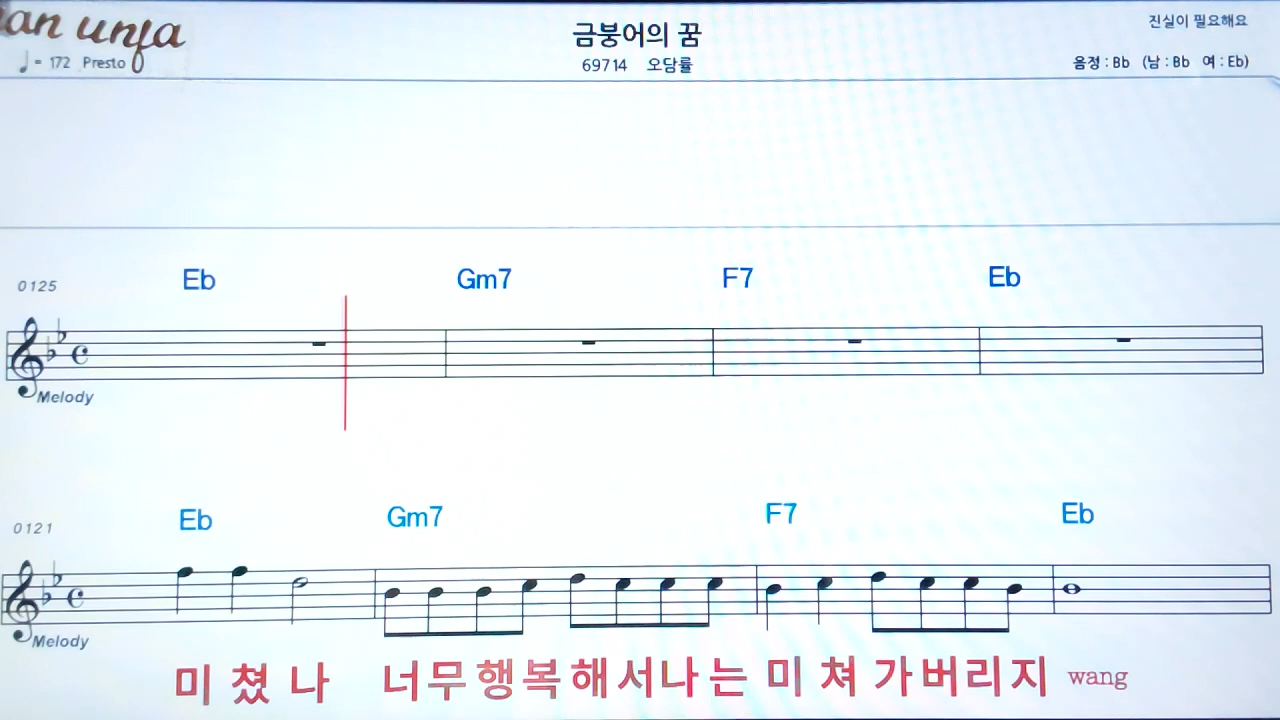 an unja
♩ = 172 Presto
금붕어의 꿈
69714 오담률
진실이 필요해요
음정 : Bb (남 : Bb 여 : Eb)
0125
Eb Gm7 F7 Eb
Melody
0121
Eb Gm7 F7 Eb
Melody
미 쳤 나 너무행복해서나는 미 쳐 가버리지 wang